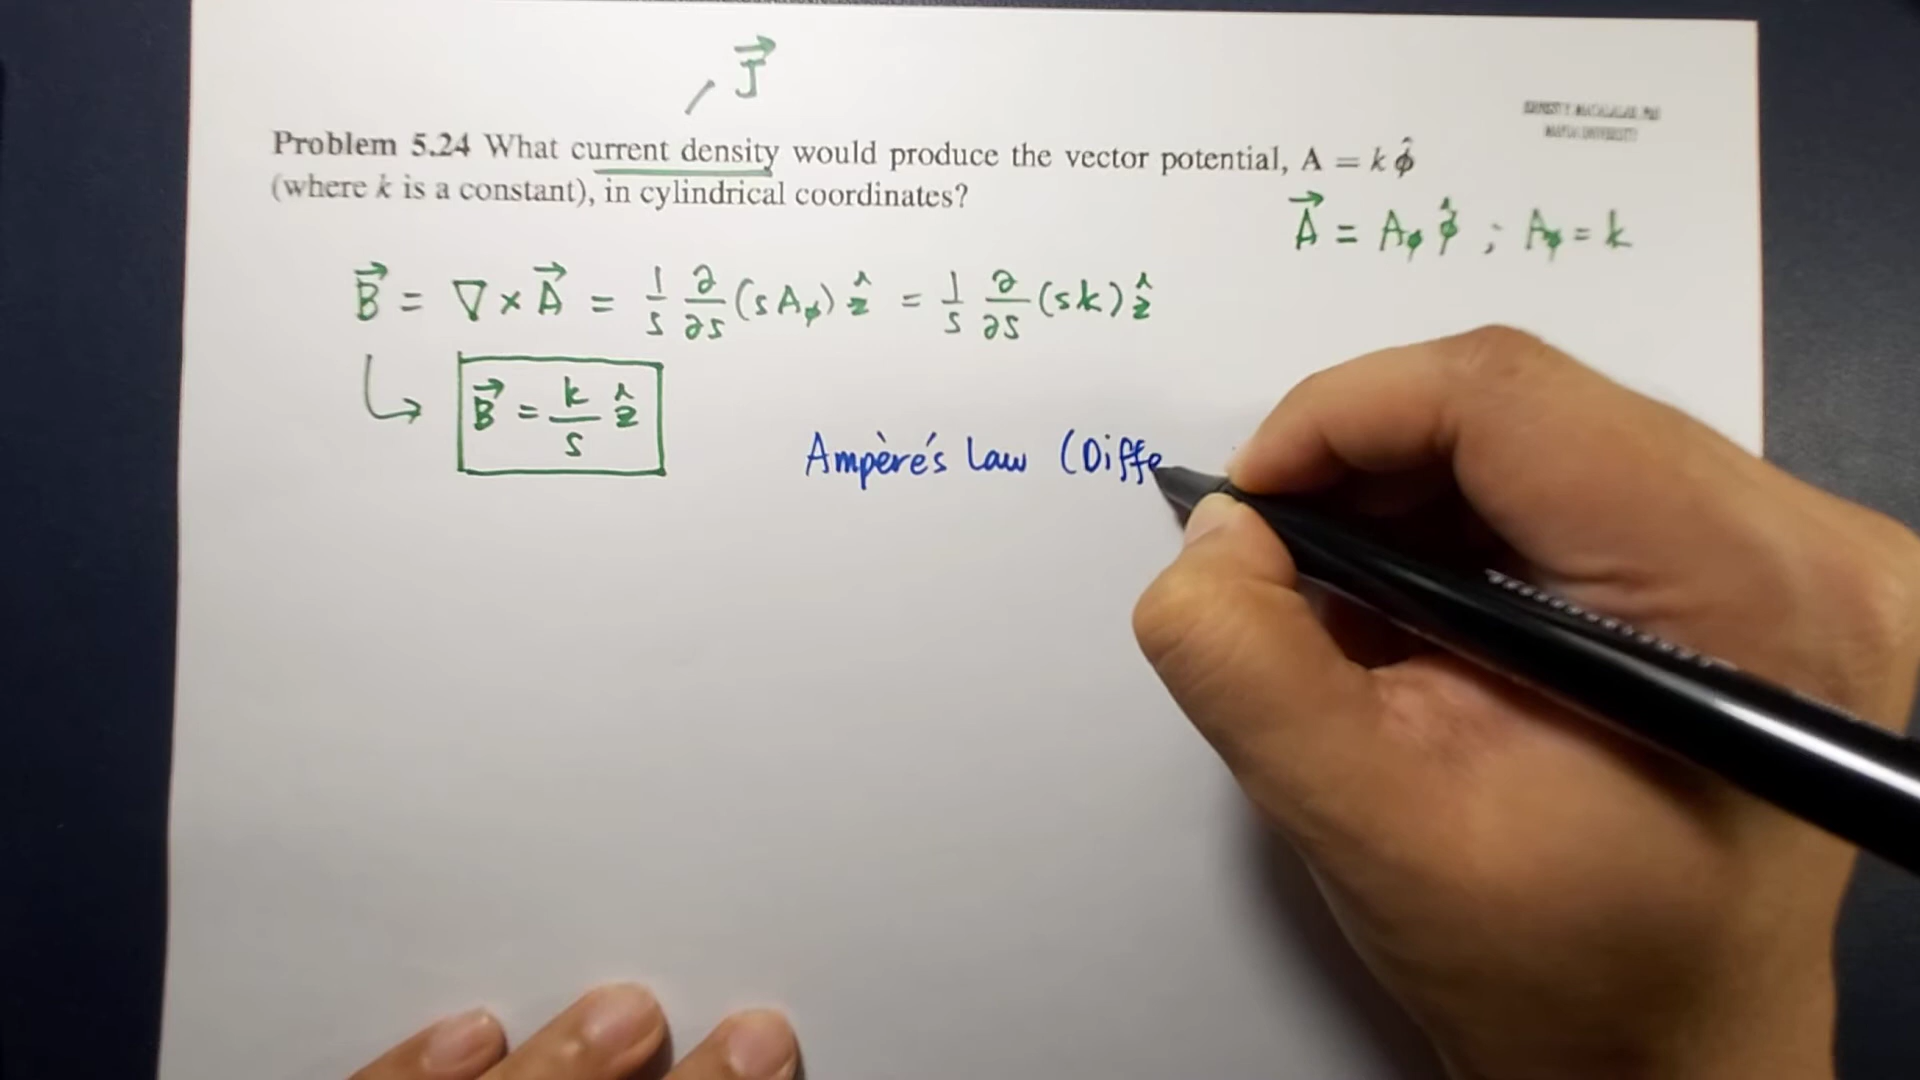 J⃗
Problem 5.24 What current density would produce the vector potential, A = k ϕ̂
(where k is a constant), in cylindrical coordinates?
A⃗ = A_ϕ ϕ̂ ; A_ϕ = k
B⃗ = ∇ × A⃗ = 1/s ∂/∂s (s A_ϕ) ẑ = 1/s ∂/∂s (sk) ẑ
B⃗ = k/s ẑ
Ampère's Law (Diffe